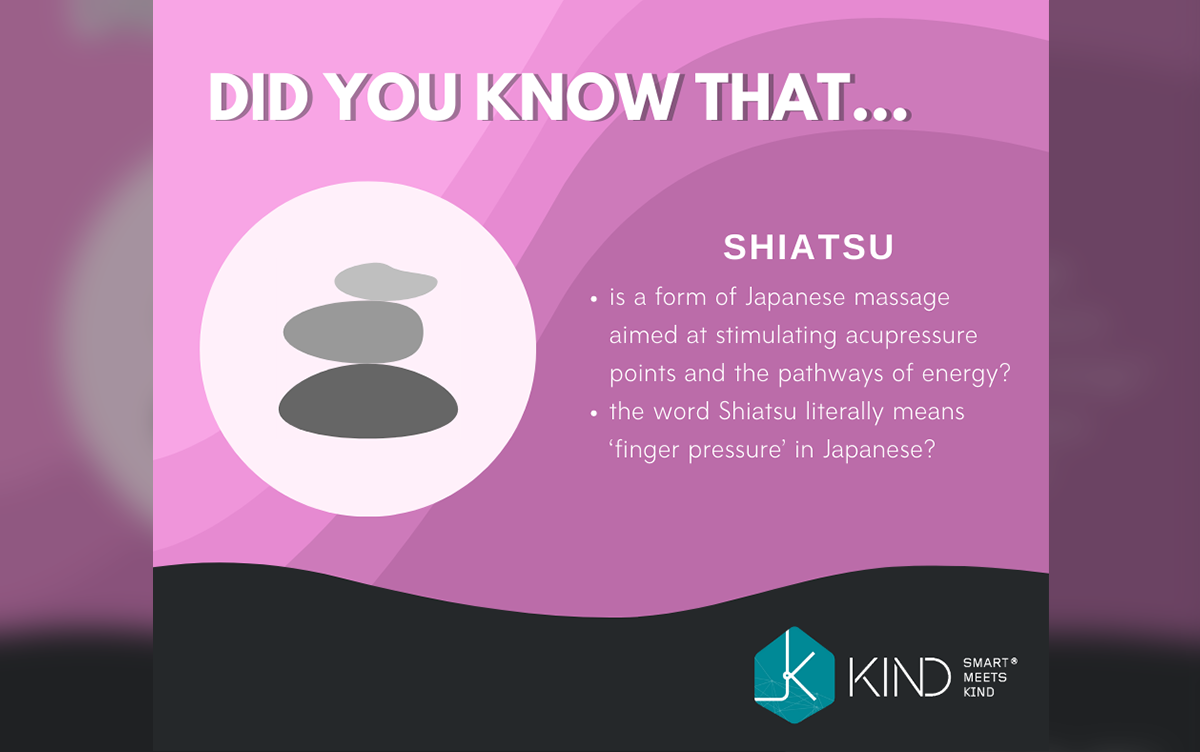 DID YOU KNOW THAT...
SHIATSU
• is a form of Japanese massage
aimed at stimulating acupressure
points and the pathways of energy?
• the word Shiatsu literally means
‘finger pressure’ in Japanese?
KIND
SMART®
MEETS
KIND